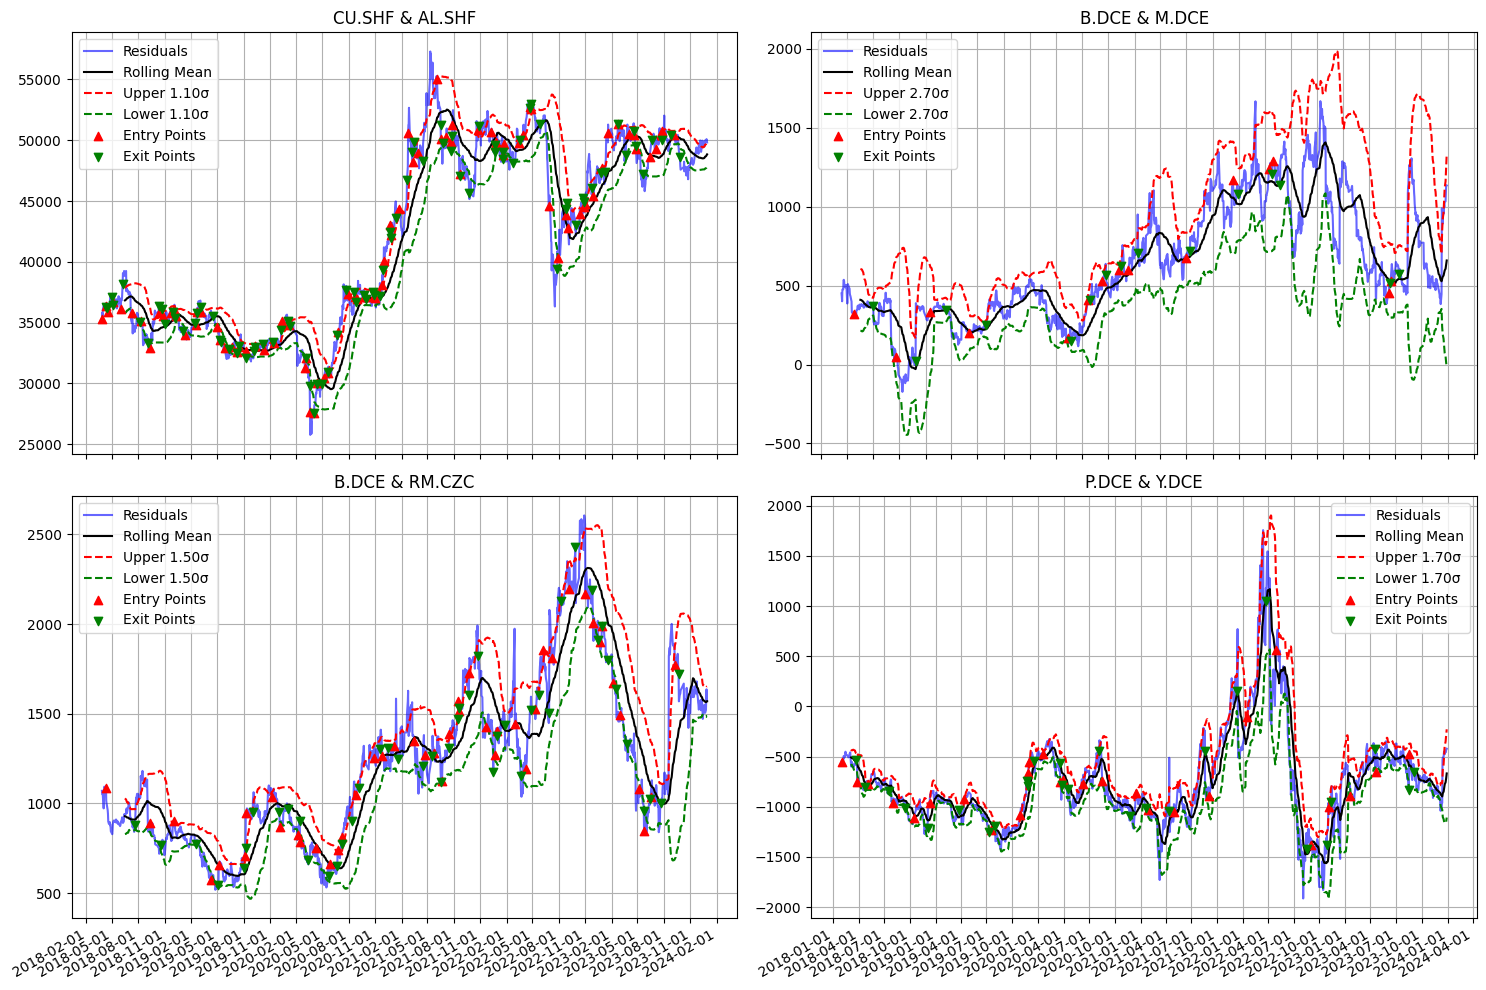 CU.SHF & AL.SHF
Residuals
Rolling Mean
Upper 1.10σ
Lower 1.10σ
Entry Points
Exit Points
55000
50000
45000
40000
35000
30000
25000
B.DCE & M.DCE
Residuals
Rolling Mean
Upper 2.70σ
Lower 2.70σ
Entry Points
Exit Points
2000
1500
1000
500
0
−500
B.DCE & RM.CZC
Residuals
Rolling Mean
Upper 1.50σ
Lower 1.50σ
Entry Points
Exit Points
2500
2000
1500
1000
500
2018-02-01
2018-05-01
2018-08-01
2018-11-01
2019-02-01
2019-05-01
2019-08-01
2019-11-01
2020-02-01
2020-05-01
2020-08-01
2020-11-01
2021-02-01
2021-05-01
2021-08-01
2021-11-01
2022-02-01
2022-05-01
2022-08-01
2022-11-01
2023-02-01
2023-05-01
2023-08-01
2023-11-01
2024-02-01
P.DCE & Y.DCE
Residuals
Rolling Mean
Upper 1.70σ
Lower 1.70σ
Entry Points
Exit Points
2000
1500
1000
500
0
−500
−1000
−1500
−2000
2018-01-01
2018-04-01
2018-07-01
2018-10-01
2019-01-01
2019-04-01
2019-07-01
2019-10-01
2020-01-01
2020-04-01
2020-07-01
2020-10-01
2021-01-01
2021-04-01
2021-07-01
2021-10-01
2022-01-01
2022-04-01
2022-07-01
2022-10-01
2023-01-01
2023-04-01
2023-07-01
2023-10-01
2024-01-01
2024-04-01